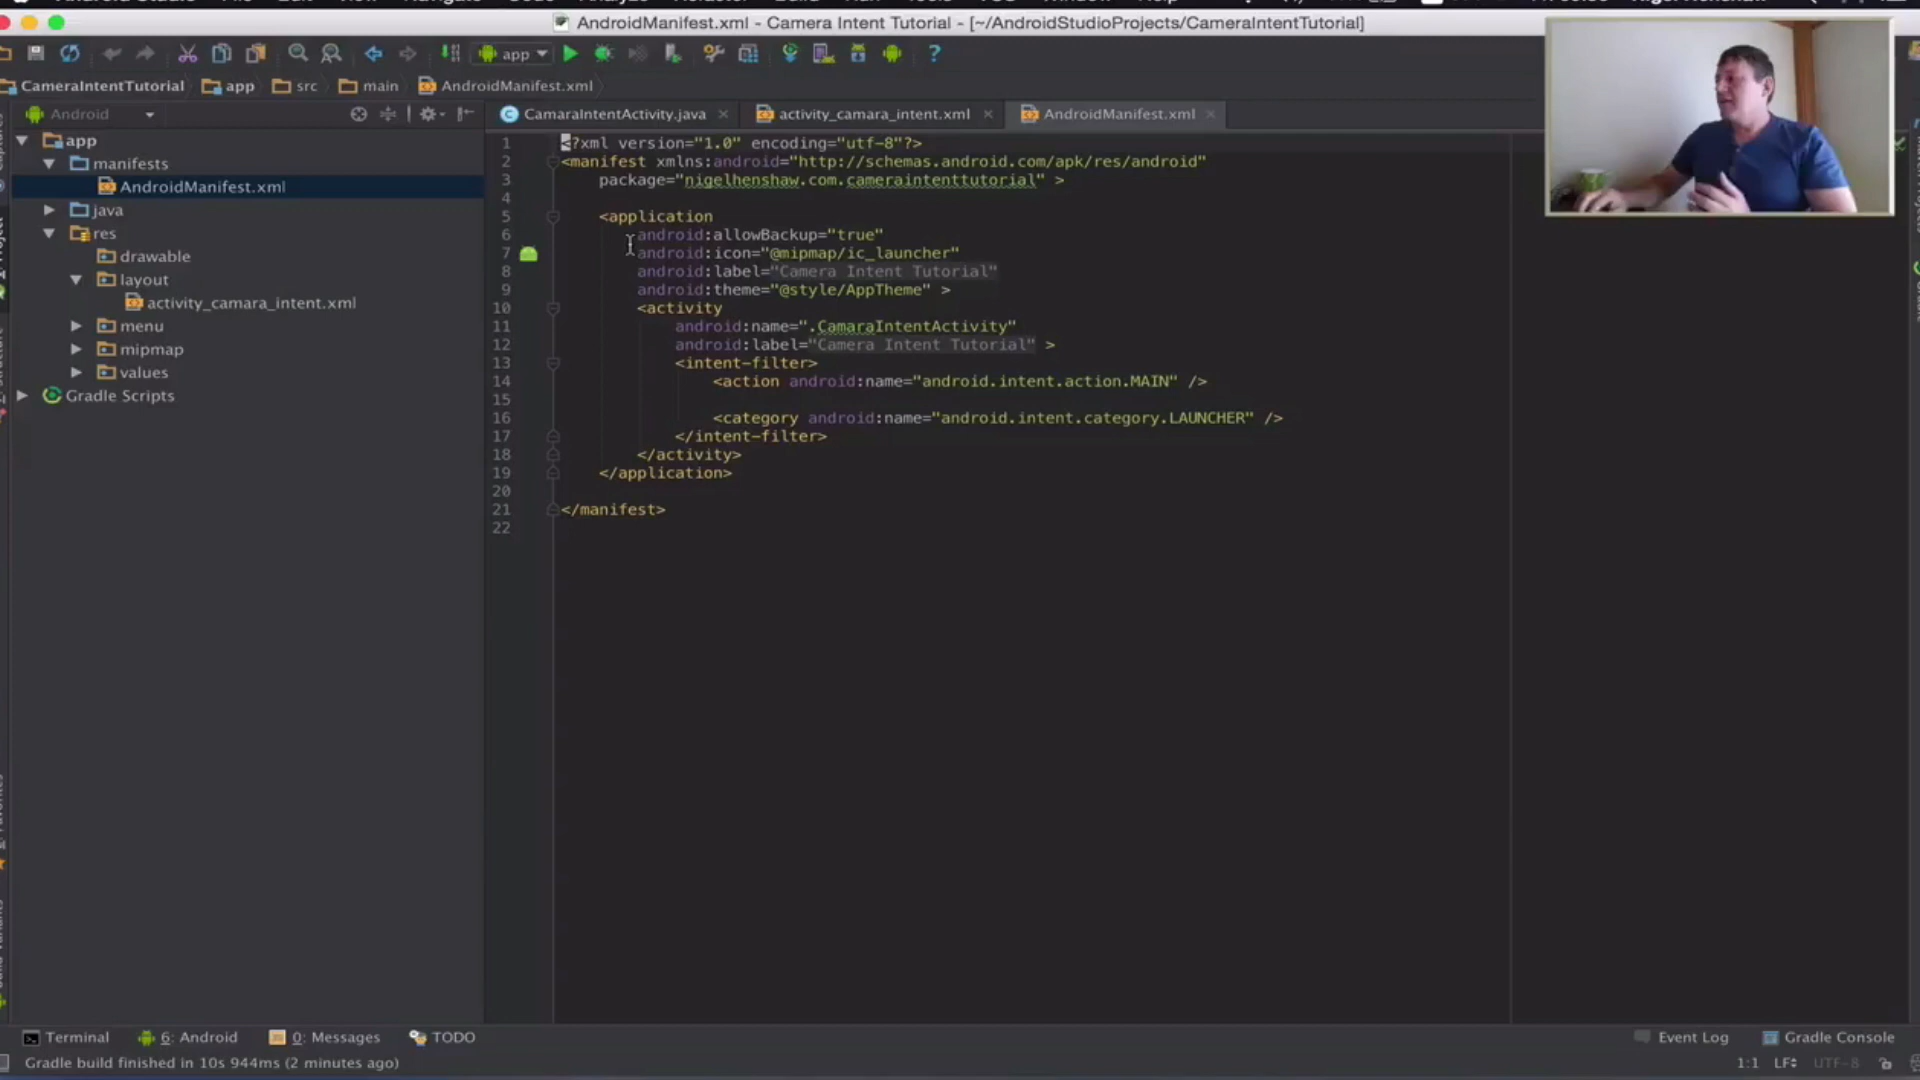 AndroidManifest.xml - Camera Intent Tutorial - [~/AndroidStudioProjects/CameraIntentTutorial]
app
CameraIntentTutorial app src main AndroidManifest.xml
Android
CamaraIntentActivity.java activity_camara_intent.xml AndroidManifest.xml
app
manifests
AndroidManifest.xml
java
res
drawable
layout
activity_camara_intent.xml
menu
mipmap
values
Gradle Scripts
1 <?xml version="1.0" encoding="utf-8"?>
2 <manifest xmlns:android="http://schemas.android.com/apk/res/android"
3 package="nigelhenshaw.com.cameraintenttutorial" >
4
5 <application
6 android:allowBackup="true"
7 android:icon="@mipmap/ic_launcher"
8 android:label="Camera Intent Tutorial"
9 android:theme="@style/AppTheme" >
10 <activity
11 android:name=".CamaraIntentActivity"
12 android:label="Camera Intent Tutorial" >
13 <intent-filter>
14 <action android:name="android.intent.action.MAIN" />
15
16 <category android:name="android.intent.category.LAUNCHER" />
17 </intent-filter>
18 </activity>
19 </application>
20
21 </manifest>
22
Terminal 6: Android 0: Messages TODO Event Log Gradle Console
Gradle build finished in 10s 944ms (2 minutes ago) 1:1 LF UTF-8